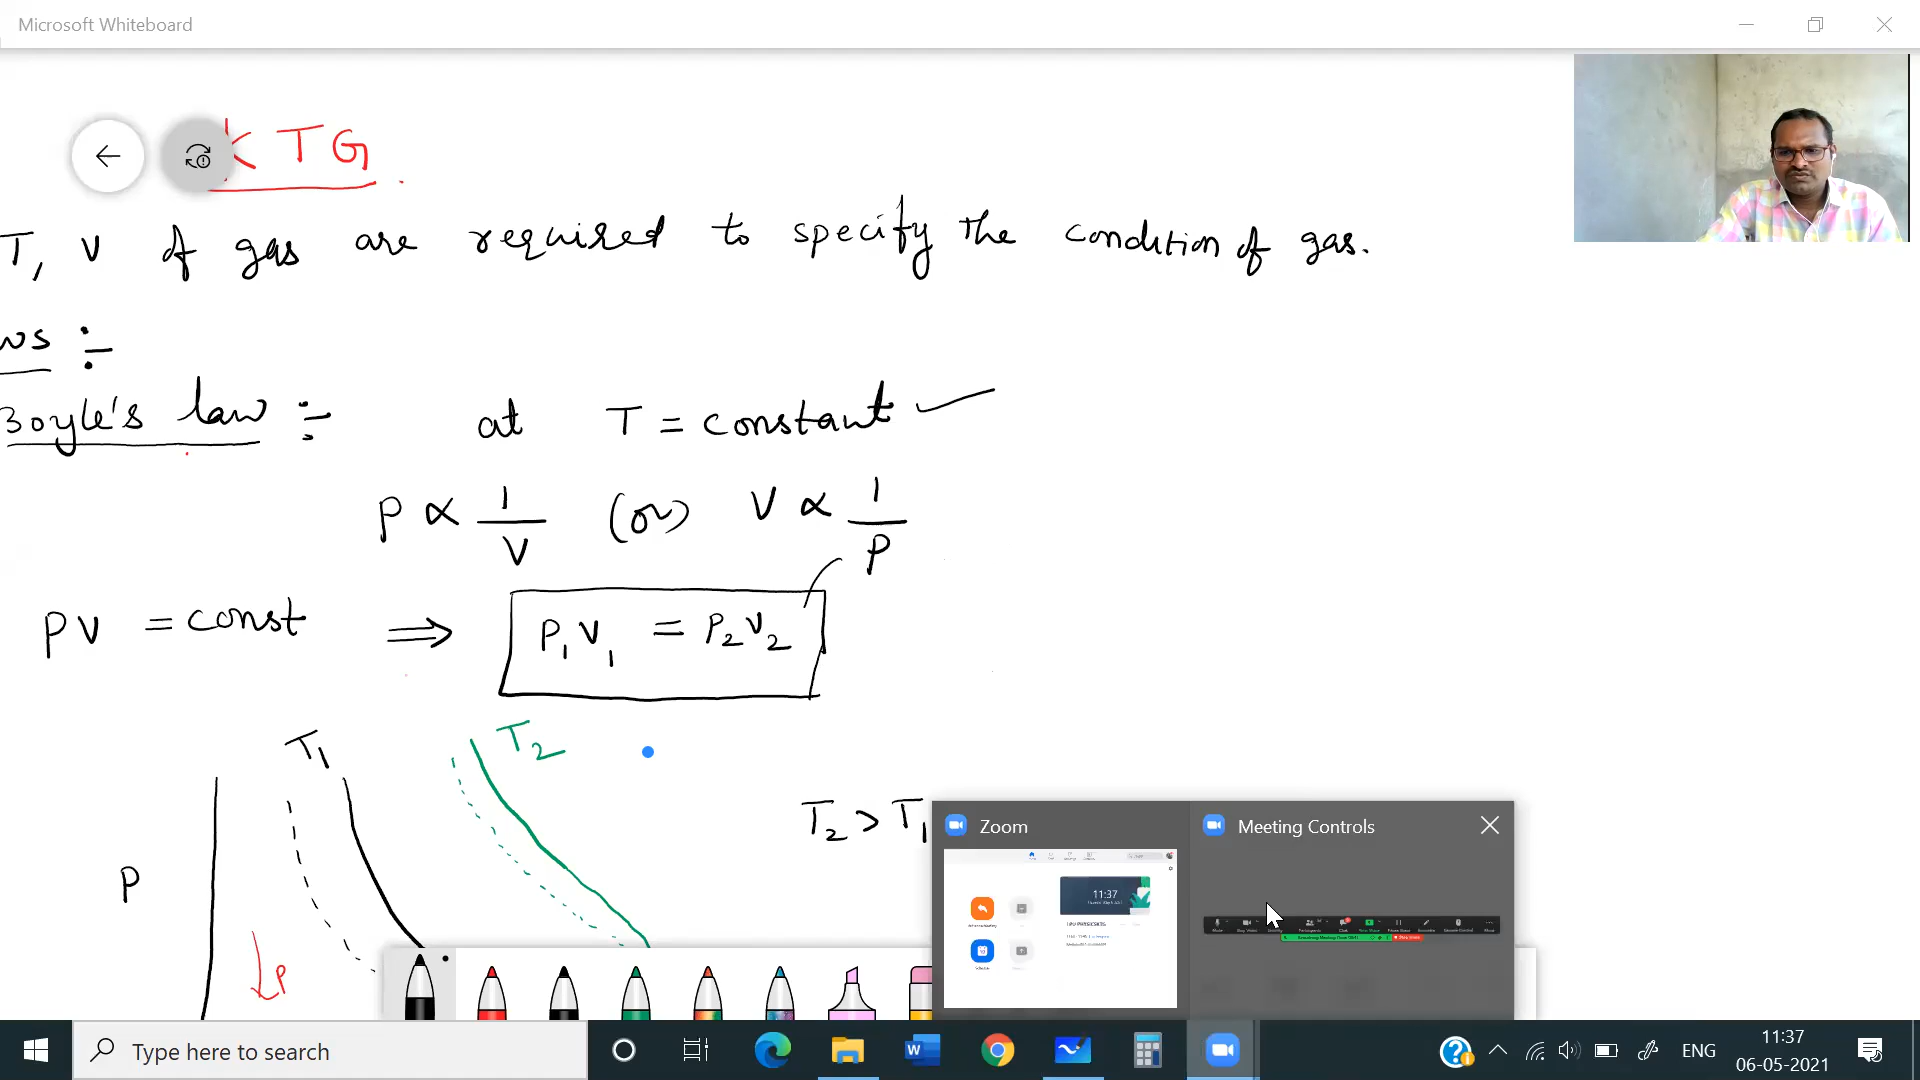 Microsoft Whiteboard
KTG
T, V of gas are required to specify the condition of gas.
ws ÷
Boyle's law ÷ at T = constant
P ∝ 1/V (or) V ∝ 1/P
PV = const ⇒ P₁V₁ = P₂V₂
T₁ T₂
T₂ > T₁
P
↓P
Zoom
Meeting Controls
11:37
Type here to search
ENG
11:37
06-05-2021